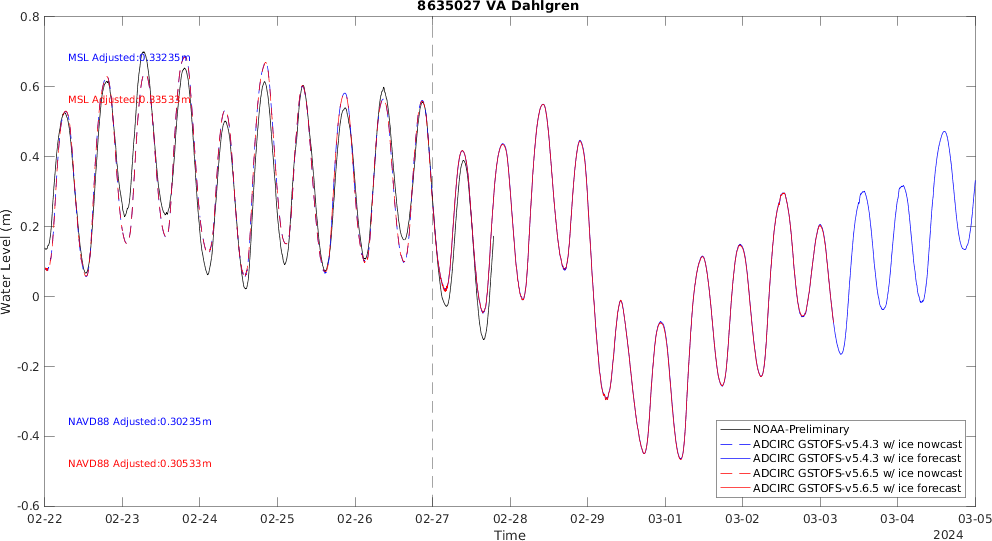 8635027 VA Dahlgren
0.8
MSL Adjusted:0.33235m
0.6
MSL Adjusted:0.33533m
0.4
0.2
Water Level (m)
0
-0.2
NAVD88 Adjusted:0.30235m
-0.4
NAVD88 Adjusted:0.30533m
-0.6
NOAA-Preliminary
ADCIRC GSTOFS-v5.4.3 w/ ice nowcast
ADCIRC GSTOFS-v5.4.3 w/ ice forecast
ADCIRC GSTOFS-v5.6.5 w/ ice nowcast
ADCIRC GSTOFS-v5.6.5 w/ ice forecast
02-22 02-23 02-24 02-25 02-26 02-27 02-28 02-29 03-01 03-02 03-03 03-04 03-05
Time
2024